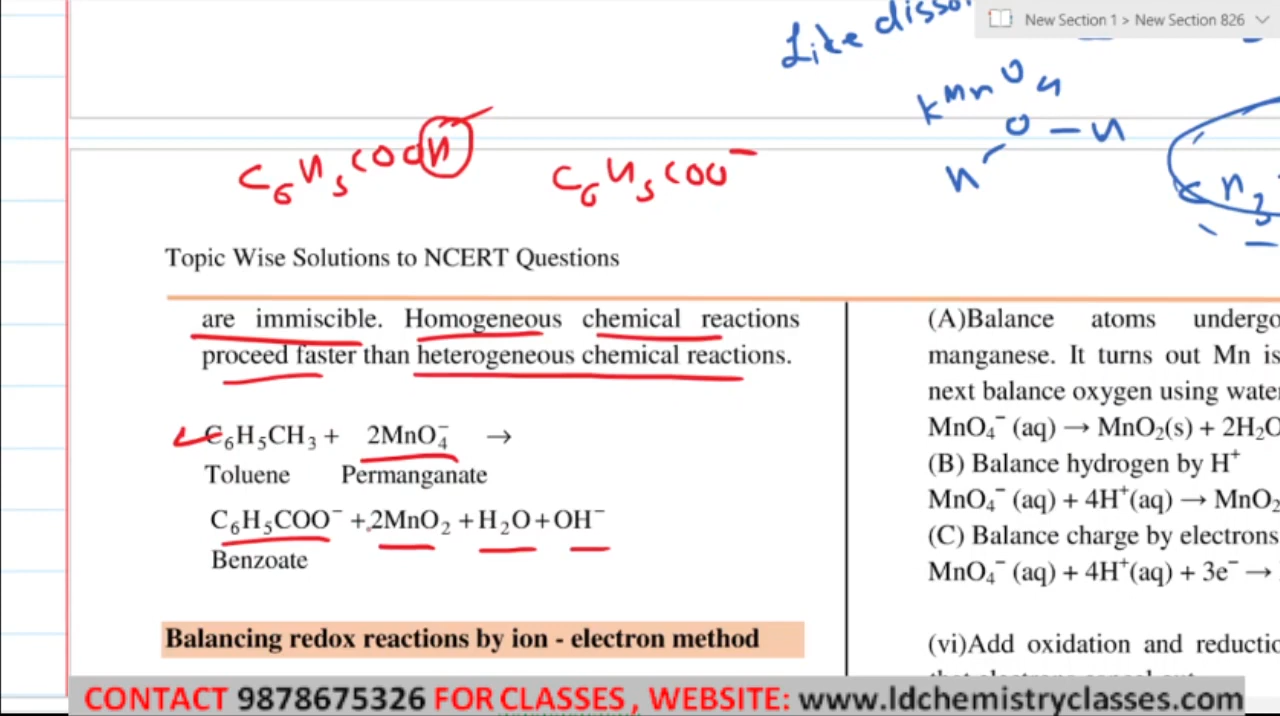 New Section 1 > New Section 826
Like disso
KMnO4
O - H
H
C6H5COOH
C6H5COO−
Topic Wise Solutions to NCERT Questions
are immiscible. Homogeneous chemical reactions
proceed faster than heterogeneous chemical reactions.
C₆H₅CH₃ + 2MnO₄⁻ →
Toluene Permanganate
C₆H₅COO⁻ + 2MnO₂ + H₂O + OH⁻
Benzoate
Balancing redox reactions by ion - electron method
(A)Balance atoms undergo
manganese. It turns out Mn is
next balance oxygen using water
MnO₄⁻ (aq) → MnO₂(s) + 2H₂O
(B) Balance hydrogen by H⁺
MnO₄⁻ (aq) + 4H⁺(aq) → MnO₂
(C) Balance charge by electrons
MnO₄⁻ (aq) + 4H⁺(aq) + 3e⁻ →
(vi)Add oxidation and reductio
CONTACT 9878675326 FOR CLASSES , WEBSITE: www.ldchemistryclasses.com